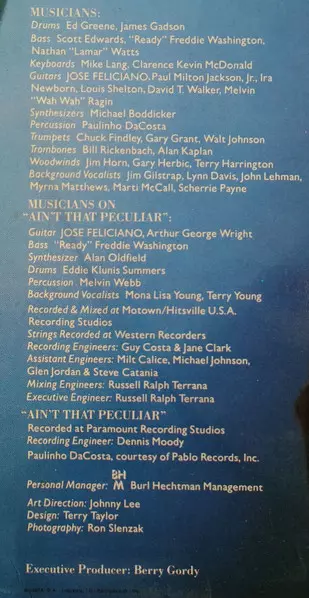 MUSICIANS:
Drums Ed Greene, James Gadson
Bass Scott Edwards, "Ready" Freddie Washington,
Nathan "Lamar" Watts
Keyboards Mike Lang, Clarence Kevin McDonald
Guitars JOSE FELICIANO, Paul Milton Jackson, Jr., Ira
Newborn, Louis Shelton, David T. Walker, Melvin
"Wah Wah" Ragin
Synthesizers Michael Boddicker
Percussion Paulinho DaCosta
Trumpets Chuck Findley, Gary Grant, Walt Johnson
Trombones Bill Rickenbach, Alan Kaplan
Woodwinds Jim Horn, Gary Herbic, Terry Harrington
Background Vocalists Jim Gilstrap, Lynn Davis, John Lehman,
Myrna Matthews, Marti McCall, Scherrie Payne
MUSICIANS ON
"AIN'T THAT PECULIAR":
Guitar JOSE FELICIANO, Arthur George Wright
Bass "Ready" Freddie Washington
Synthesizer Alan Oldfield
Drums Eddie Klunis Summers
Percussion Melvin Webb
Background Vocalists Mona Lisa Young, Terry Young
Recorded & Mixed at Motown/Hitsville U.S.A.
Recording Studios
Strings Recorded at Western Recorders
Recording Engineers: Guy Costa & Jane Clark
Assistant Engineers: Milt Calice, Michael Johnson,
Glen Jordan & Steve Catania
Mixing Engineers: Russell Ralph Terrana
Executive Engineer: Russell Ralph Terrana
"AIN'T THAT PECULIAR"
Recorded at Paramount Recording Studios
Recording Engineer: Dennis Moody
Paulinho DaCosta, courtesy of Pablo Records, Inc.
Personal Manager: BHM Burl Hechtman Management
Art Direction: Johnny Lee
Design: Terry Taylor
Photography: Ron Slenzak
Executive Producer: Berry Gordy